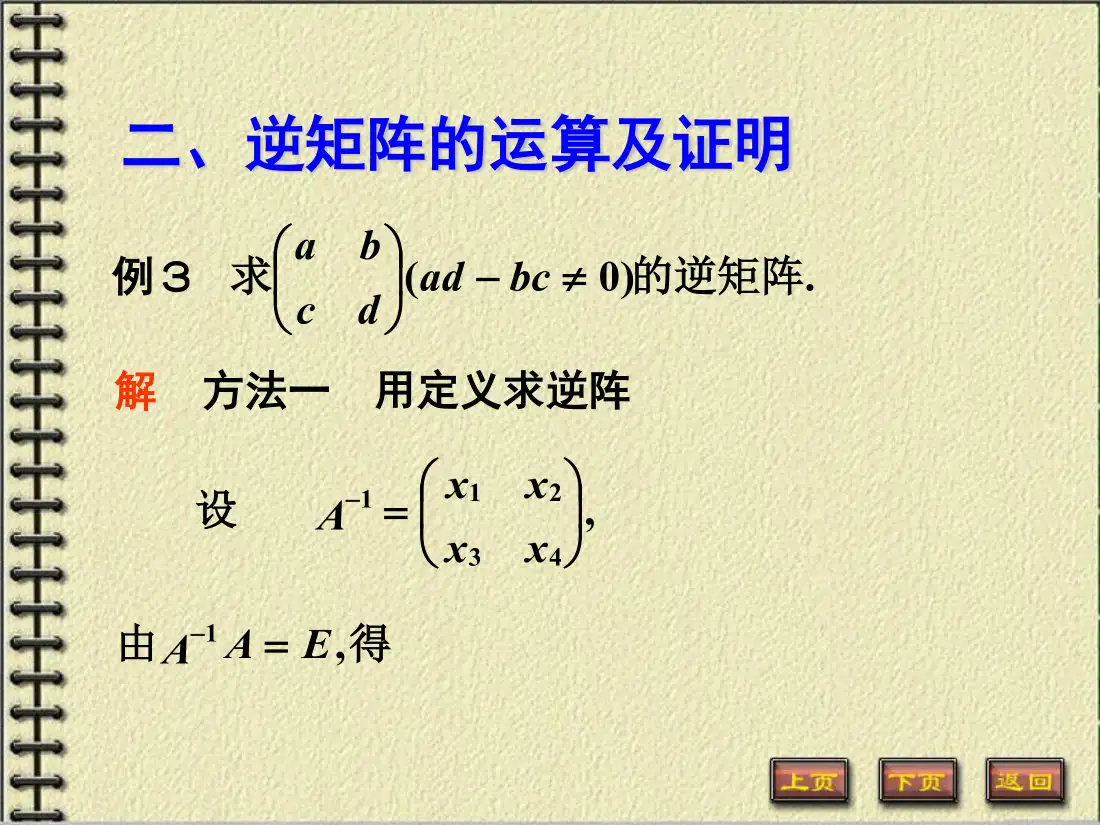 二、逆矩阵的运算及证明
例３ 求 ( a b ; c d ) (ad − bc ≠ 0)的逆矩阵.
解 方法一 用定义求逆阵
设 A⁻¹ = ( x₁ x₂ ; x₃ x₄ ),
由 A⁻¹ A = E,得
上页 下页 返回